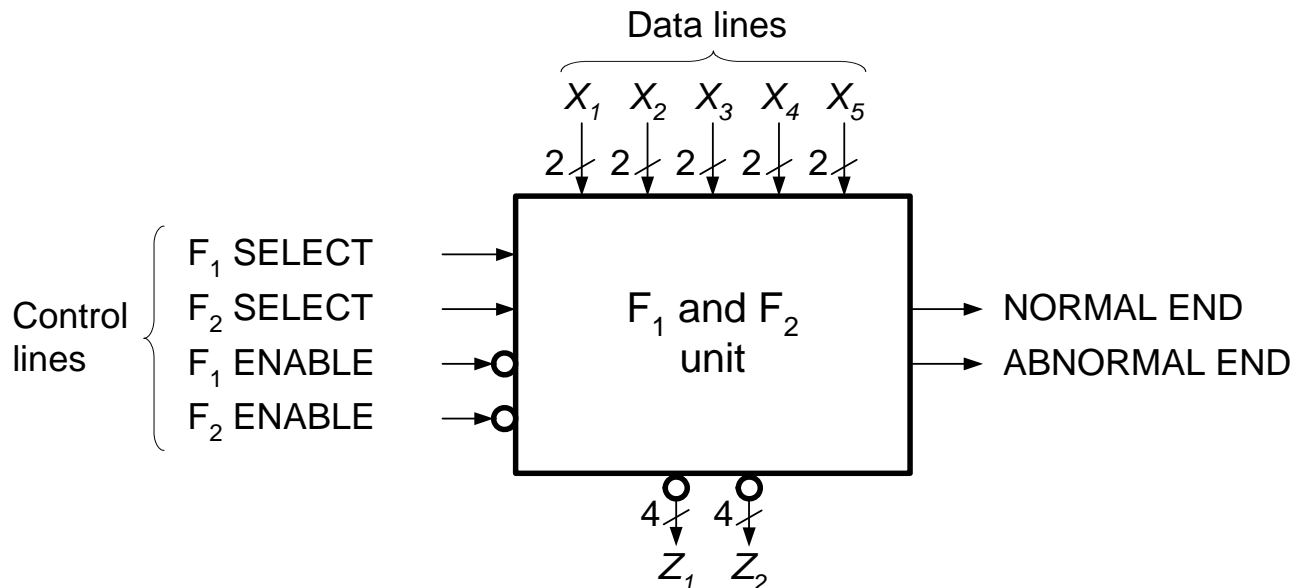 Data lines
X1 X2 X3 X4 X5
2 2 2 2 2
Control lines
F1 SELECT
F2 SELECT
F1 ENABLE
F2 ENABLE
F1 and F2
unit
NORMAL END
ABNORMAL END
4 4
Z1 Z2